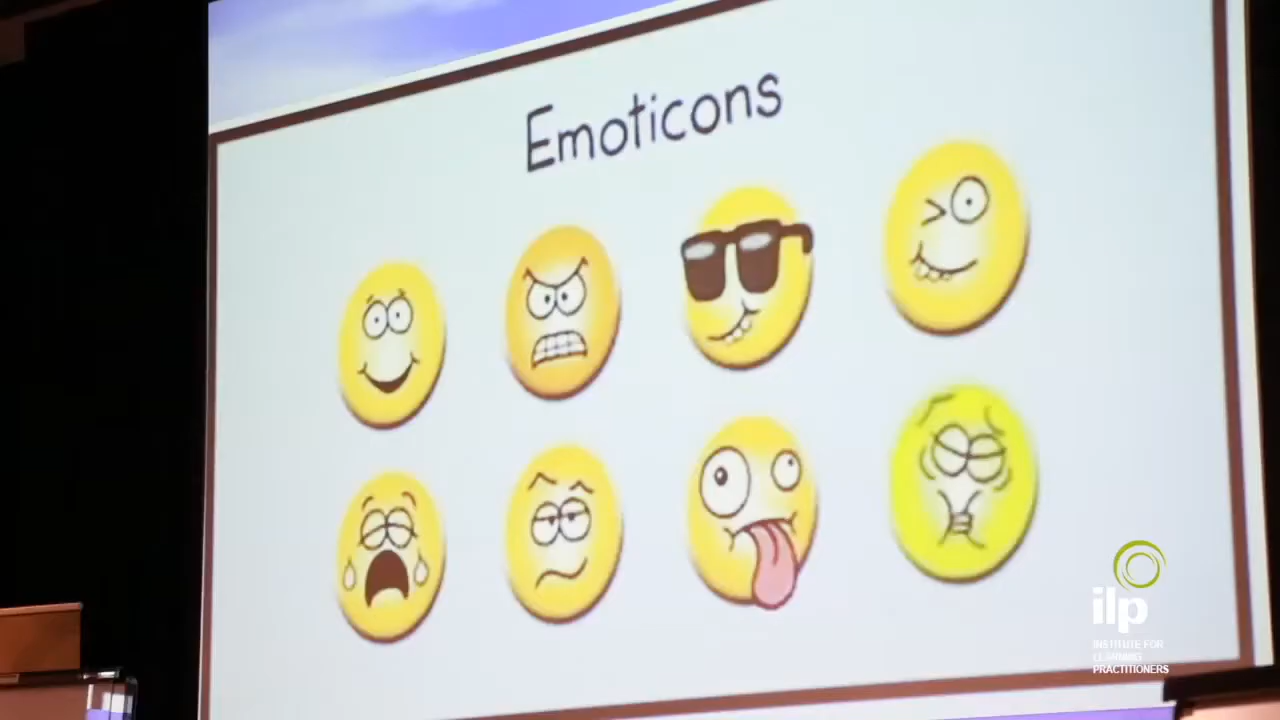 Emoticons
ilp
INSTITUTE FOR
LEARNING
PRACTITIONERS